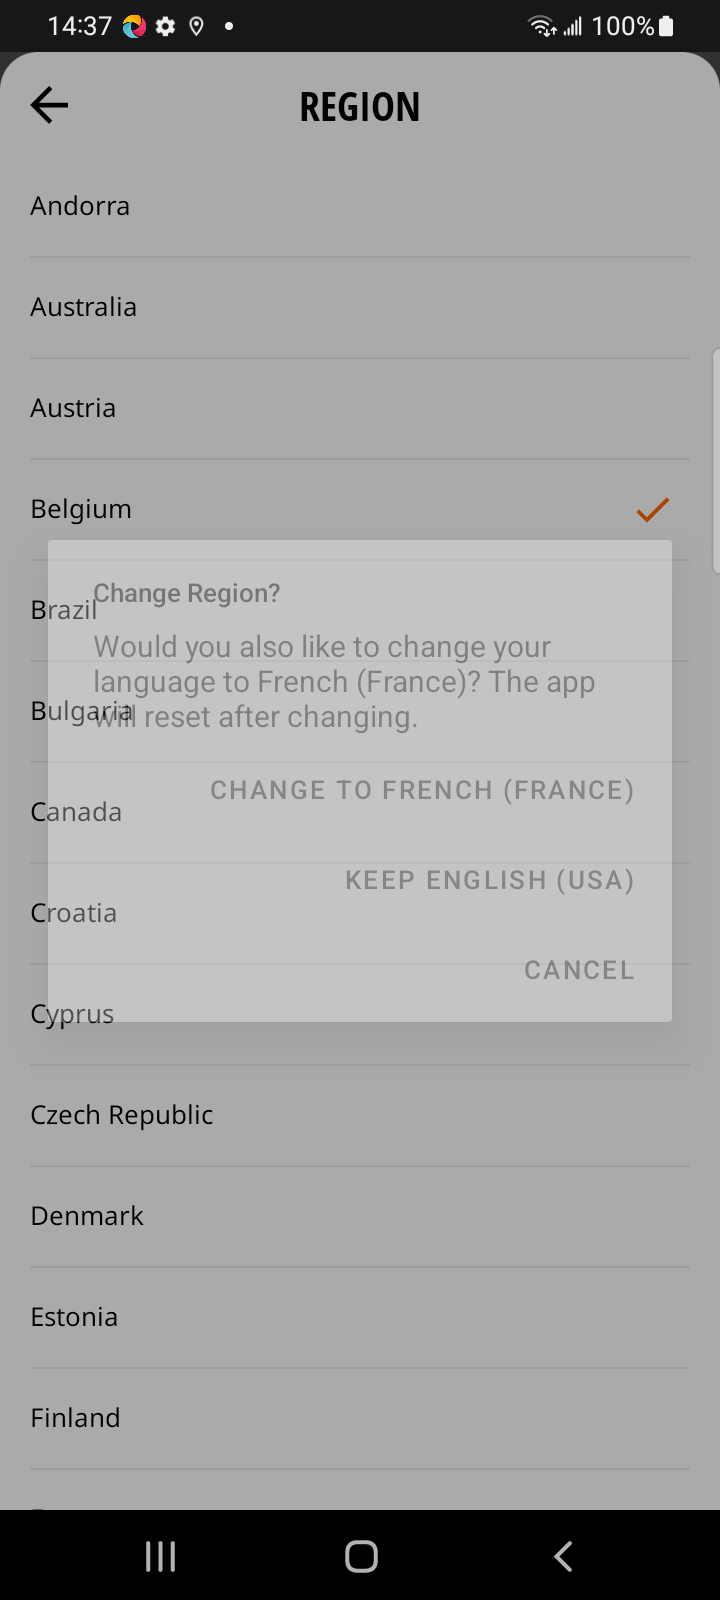 14:37
100%
REGION
Andorra
Australia
Austria
Belgium
Change Region?
Brazil
Would you also like to change your
language to French (France)? The app
Bulgaria
will reset after changing.
CHANGE TO FRENCH (FRANCE)
Canada
KEEP ENGLISH (USA)
Croatia
CANCEL
Cyprus
Czech Republic
Denmark
Estonia
Finland